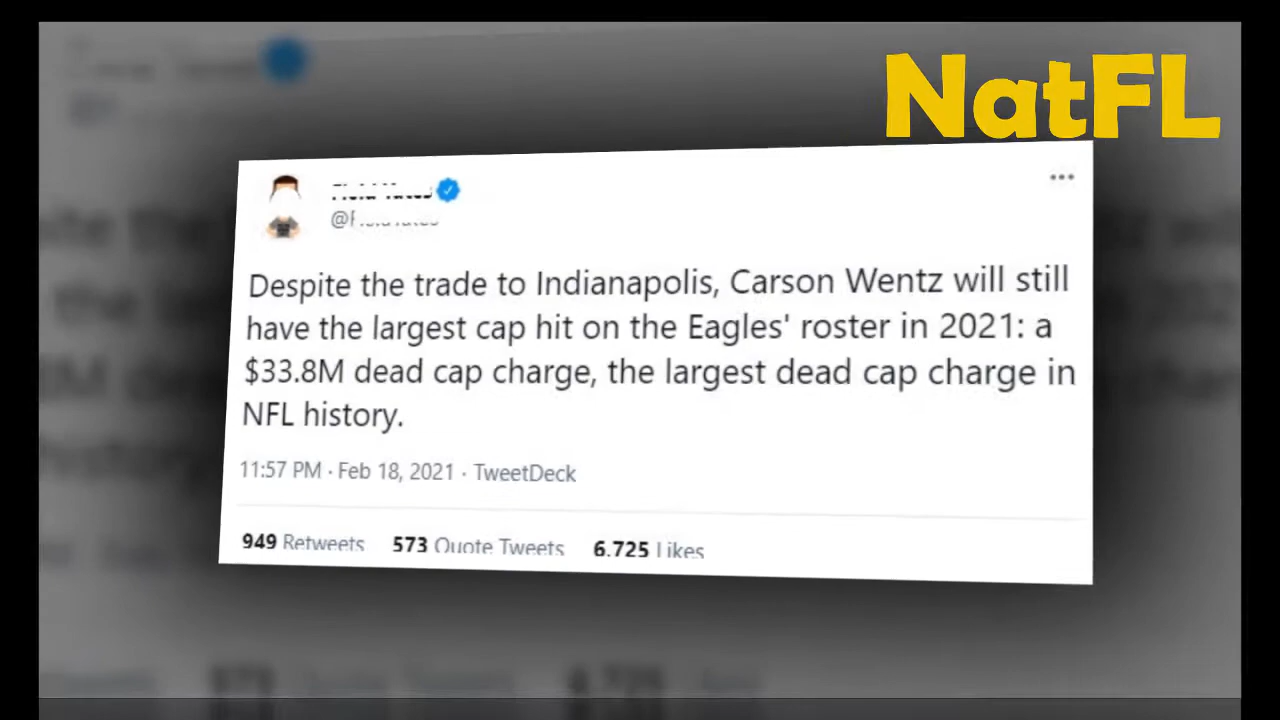 NatFL
Despite the trade to Indianapolis, Carson Wentz will still
have the largest cap hit on the Eagles' roster in 2021: a
$33.8M dead cap charge, the largest dead cap charge in
NFL history.
11:57 PM · Feb 18, 2021 · TweetDeck
949 Retweets 573 Quote Tweets 6.725 Likes